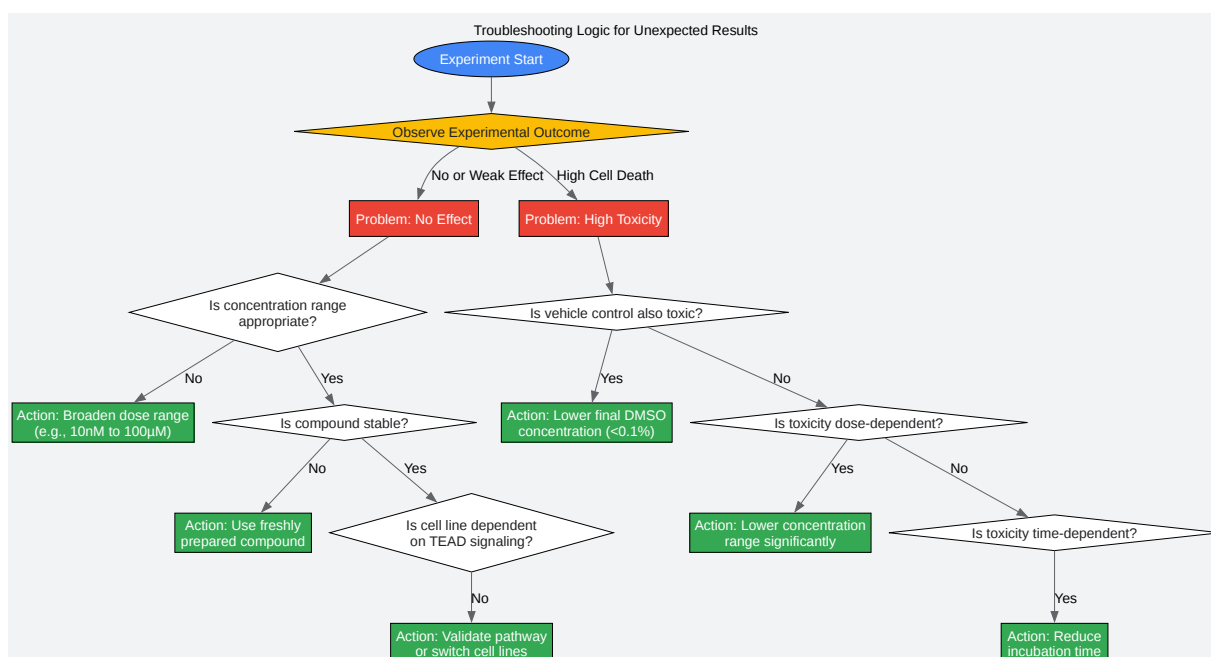 Troubleshooting Logic for Unexpected Results
Experiment Start
Observe Experimental Outcome
No or Weak Effect
High Cell Death
Problem: No Effect
Problem: High Toxicity
Is concentration range
appropriate?
Is vehicle control also toxic?
No
Yes
Yes
No
Action: Broaden dose range
(e.g., 10nM to 100µM)
Is compound stable?
Action: Lower final DMSO
concentration (<0.1%)
Is toxicity dose-dependent?
No
Yes
Yes
No
Action: Use freshly
prepared compound
Is cell line dependent
on TEAD signaling?
Action: Lower concentration
range significantly
Is toxicity time-dependent?
No
Yes
Action: Validate pathway
or switch cell lines
Action: Reduce
incubation time